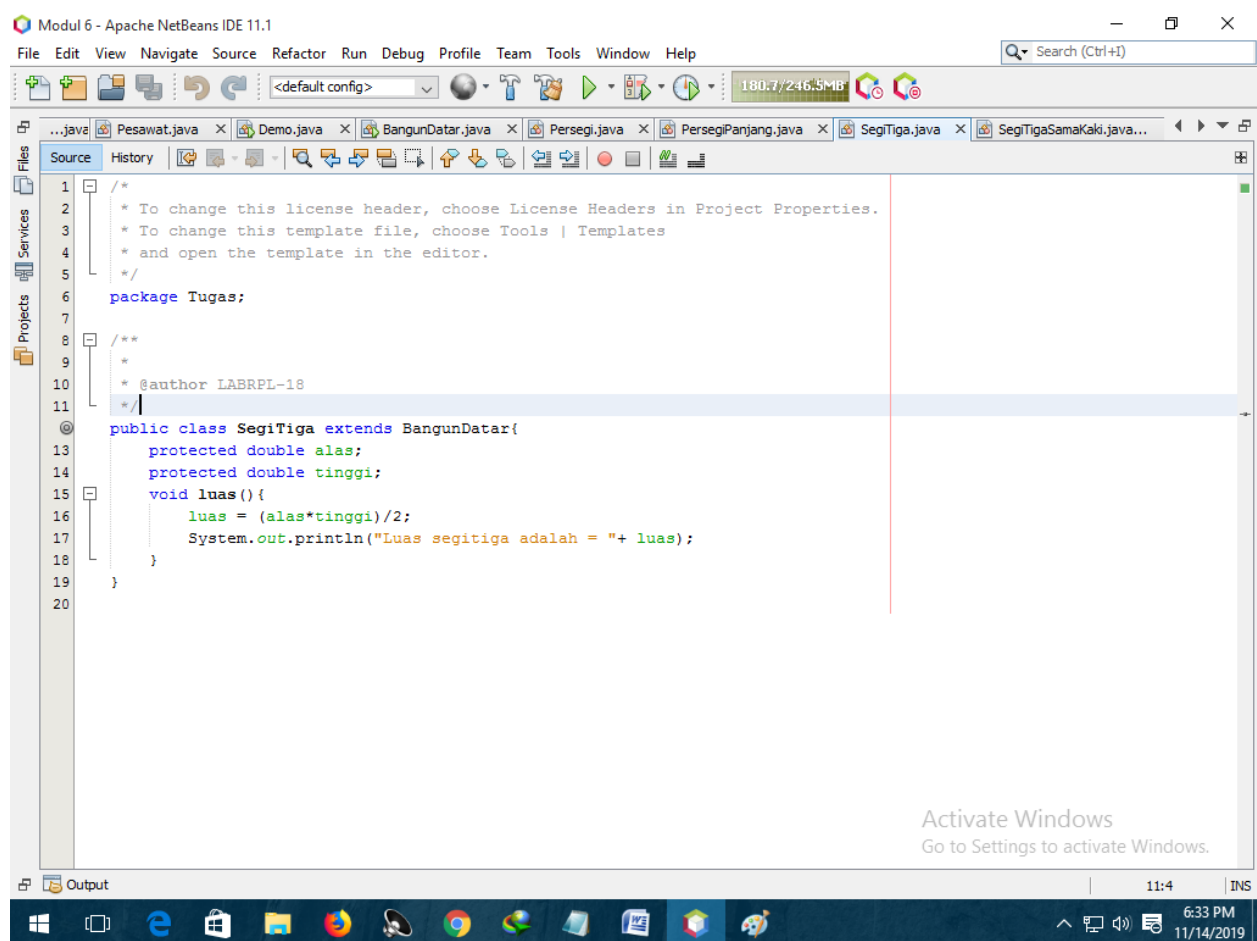 Modul 6 - Apache NetBeans IDE 11.1
File Edit View Navigate Source Refactor Run Debug Profile Team Tools Window Help
Search (Ctrl+I)
<default config>
180.7/246.5MB
...java Pesawat.java Demo.java BangunDatar.java Persegi.java PersegiPanjang.java SegiTiga.java SegiTigaSamaKaki.java...
Source History
Files
Services
Projects
1 /*
2 * To change this license header, choose License Headers in Project Properties.
3 * To change this template file, choose Tools | Templates
4 * and open the template in the editor.
5 */
6 package Tugas;
7
8 /**
9 *
10 * @author LABRPL-18
11 */
public class SegiTiga extends BangunDatar{
13 protected double alas;
14 protected double tinggi;
15 void luas(){
16 luas = (alas*tinggi)/2;
17 System.out.println("Luas segitiga adalah = "+ luas);
18 }
19 }
20
Activate Windows
Go to Settings to activate Windows.
Output
11:4 INS
6:33 PM
11/14/2019